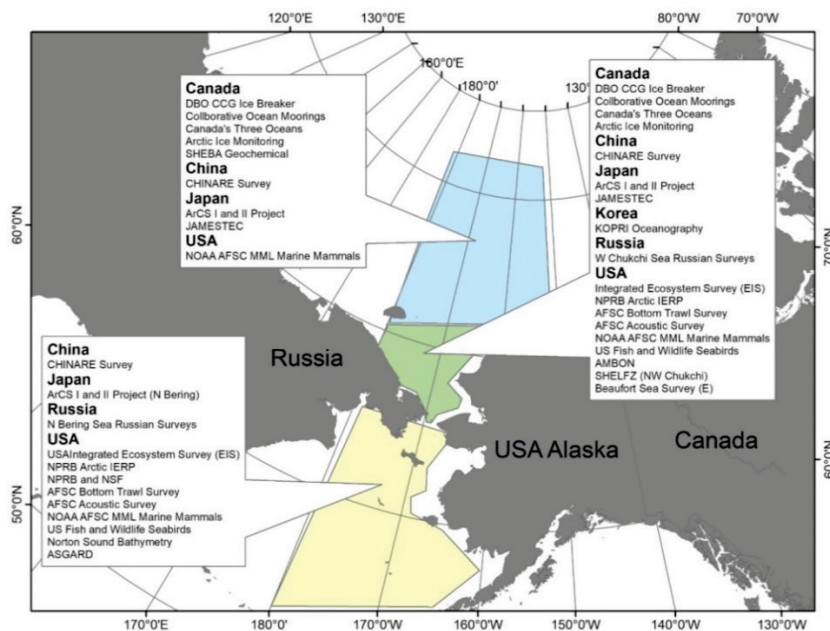 120°0'E
130°0'E
80°0'W
70°0'W
160°0'E
180°0'
130°
Canada
DBO CCG Ice Breaker
Collborative Ocean Moorings
Canada's Three Oceans
Arctic Ice Monitoring
SHEBA Geochemical
China
CHINARE Survey
Japan
ArCS I and II Project
JAMESTEC
USA
NOAA AFSC MML Marine Mammals
Canada
DBO CCG Ice Breaker
Collborative Ocean Moorings
Canada's Three Oceans
Arctic Ice Monitoring
China
CHINARE Survey
Japan
ArCS I and II Project
JAMESTEC
Korea
KOPRI Oceanography
Russia
W Chukchi Sea Russian Surveys
USA
Integrated Ecosystem Survey (EIS)
NPRB Arctic IERP
AFSC Bottom Trawl Survey
AFSC Acoustic Survey
NOAA AFSC MML Marine Mammals
US Fish and Wildlife Seabirds
AMBON
SHELFZ (NW Chukchi)
Beaufort Sea Survey (E)
60°0'N
70°0'N
China
CHINARE Survey
Japan
ArCS I and II Project (N Bering)
Russia
N Bering Sea Russian Surveys
USA
USAIntegrated Ecosystem Survey (EIS)
NPRB Arctic IERP
NPRB and NSF
AFSC Bottom Trawl Survey
AFSC Acoustic Survey
NOAA AFSC MML Marine Mammals
US Fish and Wildlife Seabirds
Norton Sound Bathymetry
ASGARD
Russia
USA Alaska
Canada
50°0'N
60°0'N
170°0'E
180°0'
170°0'W
160°0'W
150°0'W
140°0'W
130°0'W